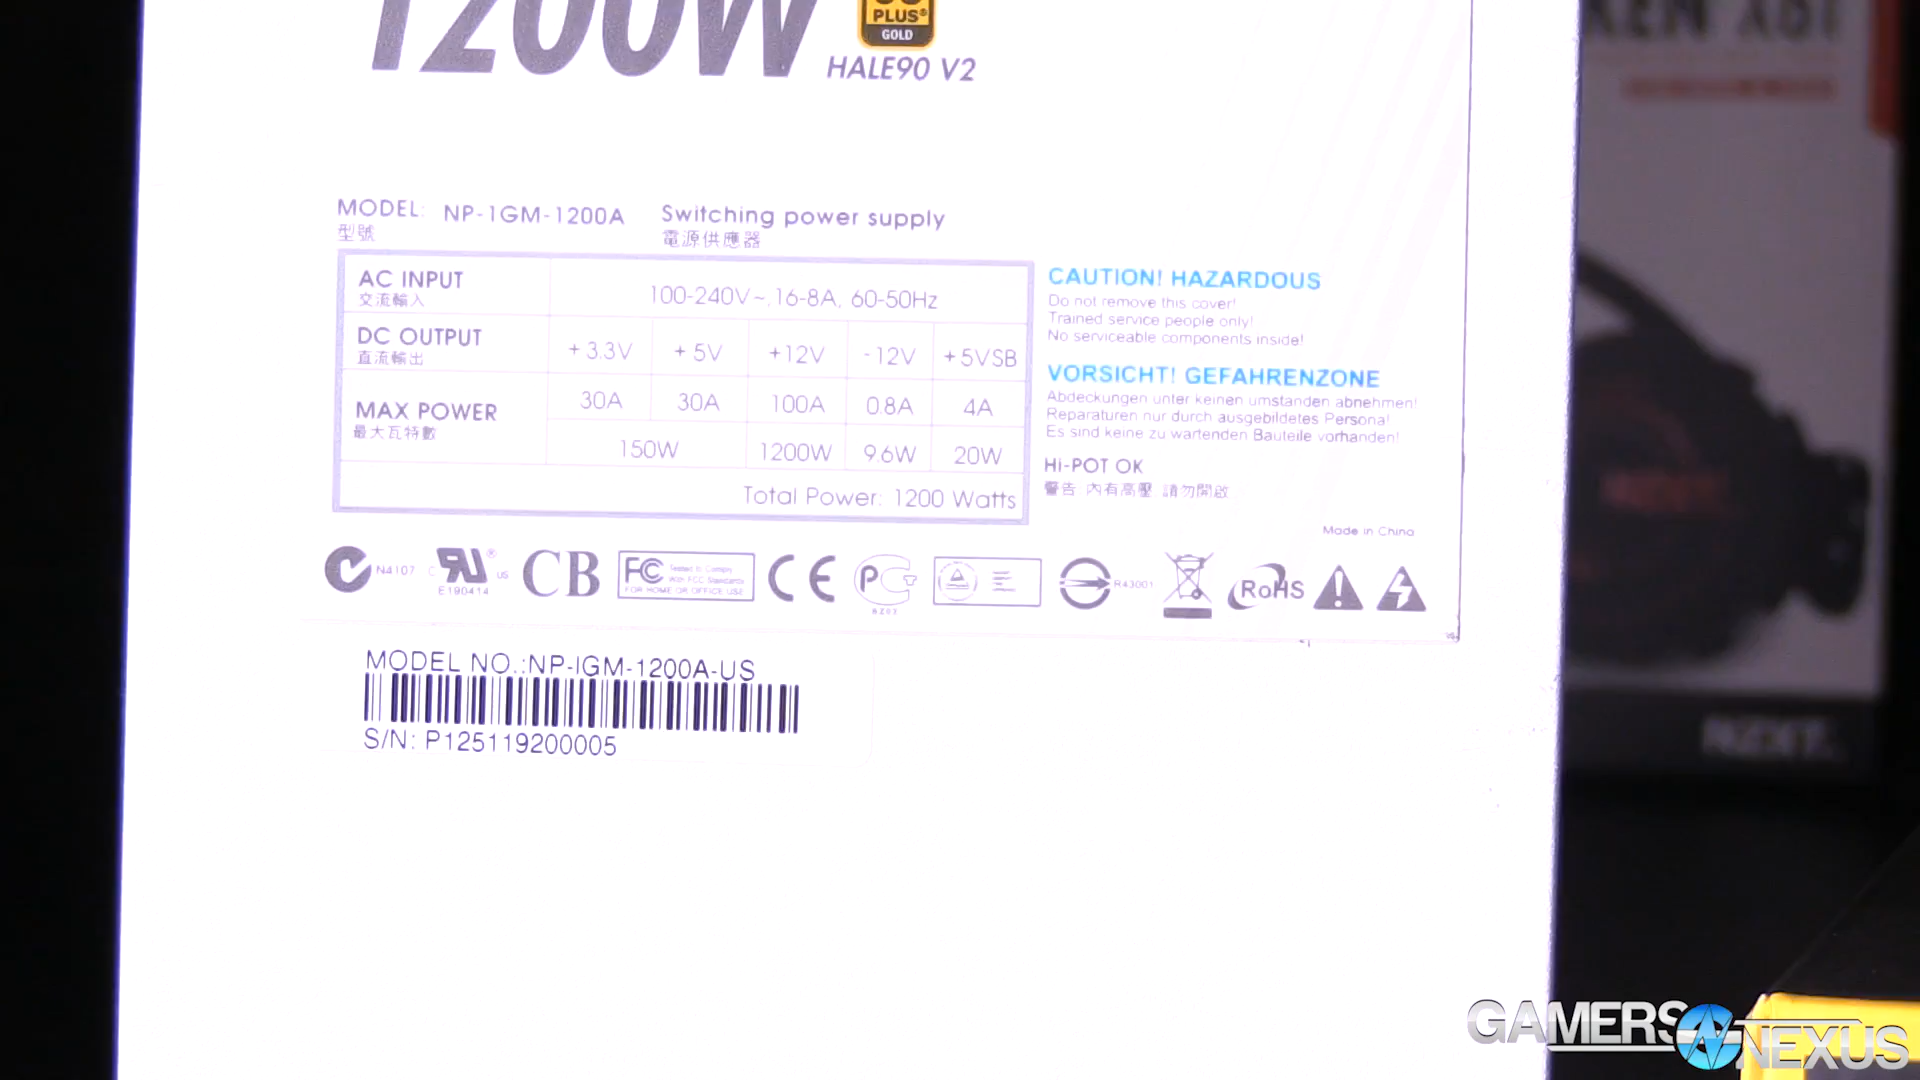 1200W
PLUS®
GOLD
HALE90 V2
MODEL: NP-1GM-1200A Switching power supply
型號 電源供應器
AC INPUT 100-240V~, 16-8A, 60-50Hz
交流輸入
DC OUTPUT +3.3V +5V +12V -12V +5VSB
直流輸出
MAX POWER 30A 30A 100A 0.8A 4A
最大瓦特數 150W 1200W 9.6W 20W
Total Power: 1200 Watts
CAUTION! HAZARDOUS
Do not remove this cover!
Trained service people only!
No serviceable components inside!
VORSICHT! GEFAHRENZONE
Abdeckungen unter keinen umstanden abnehmen!
Reparaturen nur durch ausgebildetes Personal!
Es sind keine zu wartenden Bauteile vorhanden!
Hi-POT OK
警告 內有高壓 請勿開啟
Made in China
N4107
c RU® US
E190414
CB
FC Tested to Comply
With FCC Standards
FOR HOME OR OFFICE USE
CE
R43001
RoHS
MODEL NO.:NP-IGM-1200A-US
S/N: P125119200005
NZXT
GAMERS NEXUS